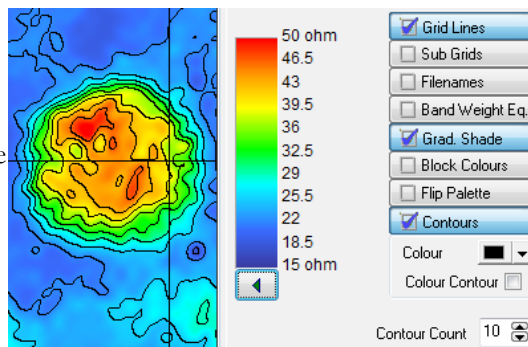 e
50 ohm
46.5
43
39.5
36
32.5
29
25.5
22
18.5
15 ohm
Grid Lines
Sub Grids
Filenames
Band Weight Eq.
Grad. Shade
Block Colours
Flip Palette
Contours
Colour
Colour Contour
Contour Count 10